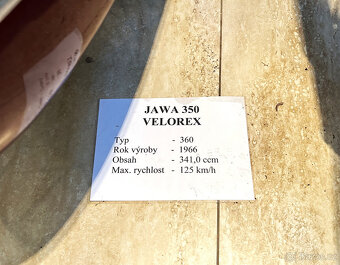 JAWA 350
VELOREX
Typ - 360
Rok výroby - 1966
Obsah - 341,0 ccm
Max. rychlost - 125 km/h